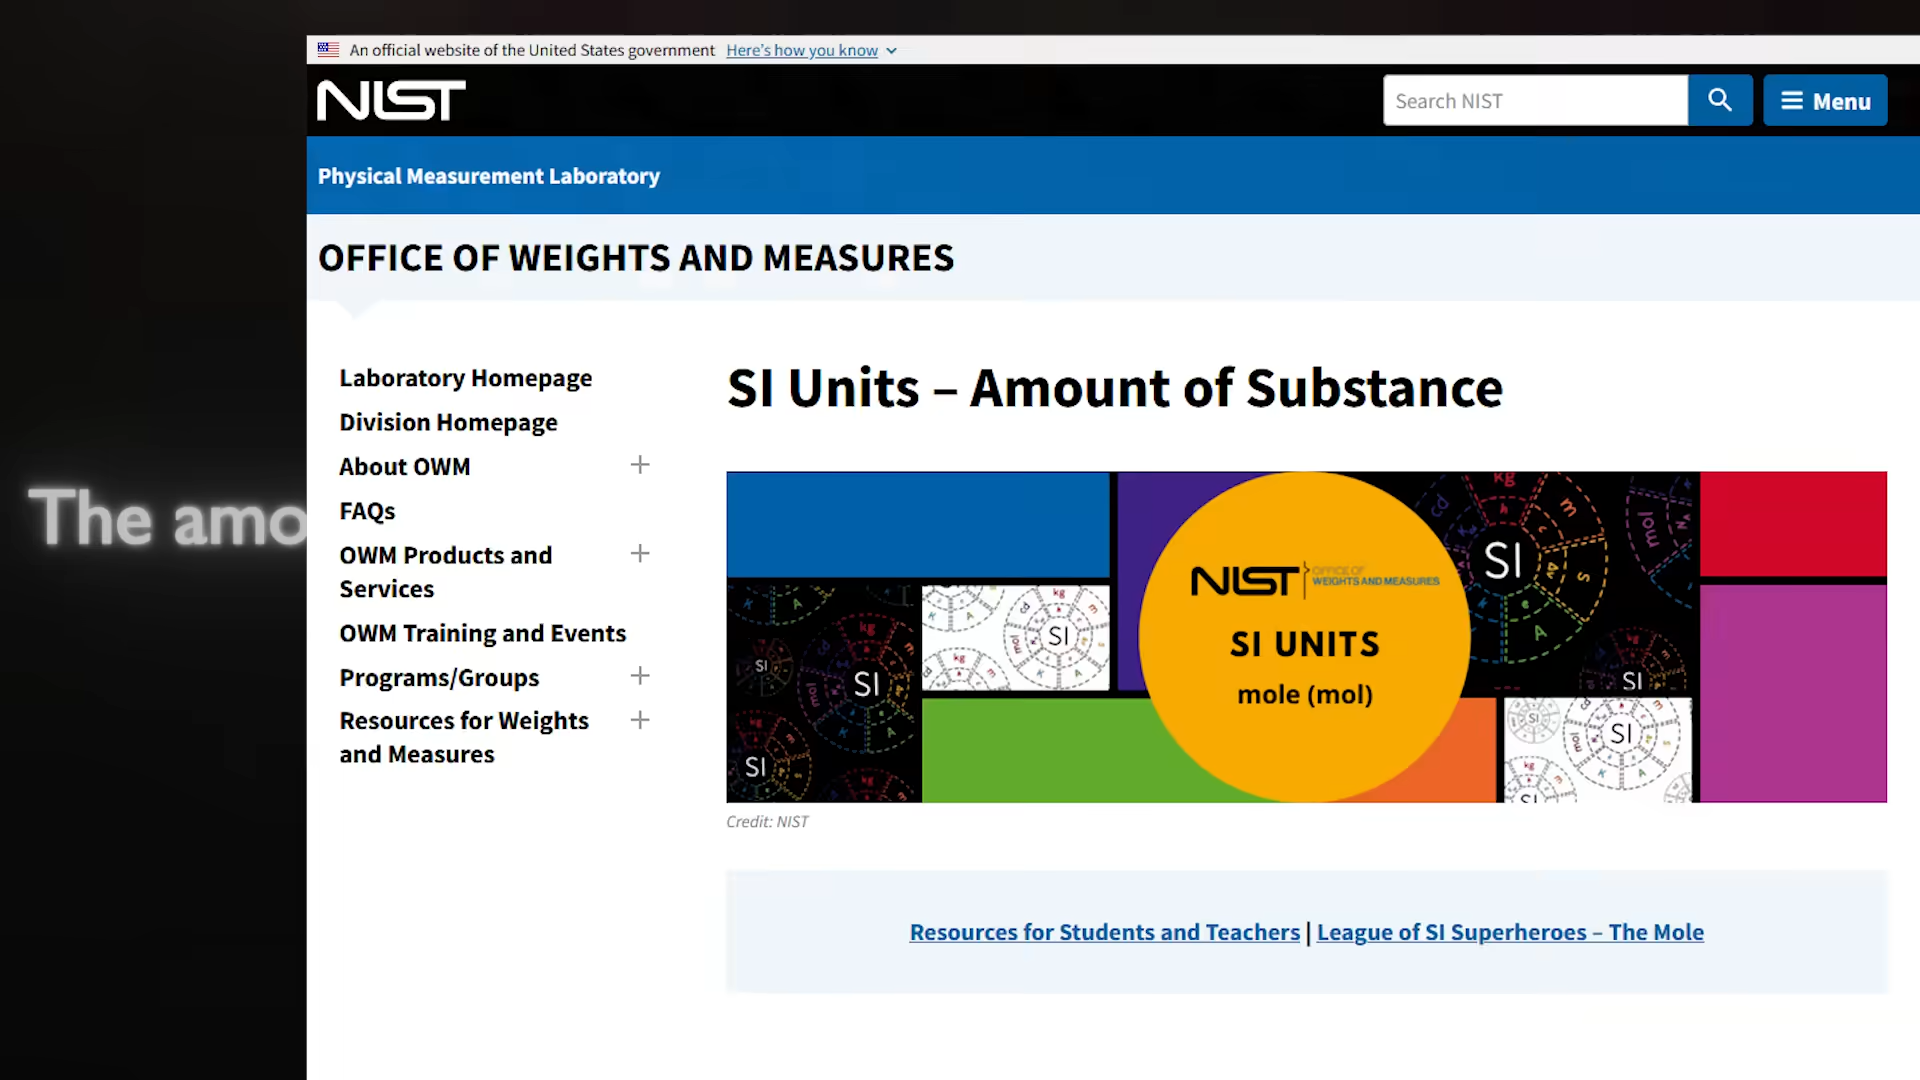 An official website of the United States government Here's how you know
NIST
Search NIST
Menu
Physical Measurement Laboratory
OFFICE OF WEIGHTS AND MEASURES
Laboratory Homepage
Division Homepage
About OWM
FAQs
OWM Products and
Services
OWM Training and Events
Programs/Groups
Resources for Weights
and Measures
The amo
SI Units – Amount of Substance
NIST OFFICE OF
WEIGHTS AND MEASURES
SI UNITS
mole (mol)
SI
SI
SI
SI
SI
SI
SI
Credit: NIST
Resources for Students and Teachers | League of SI Superheroes – The Mole